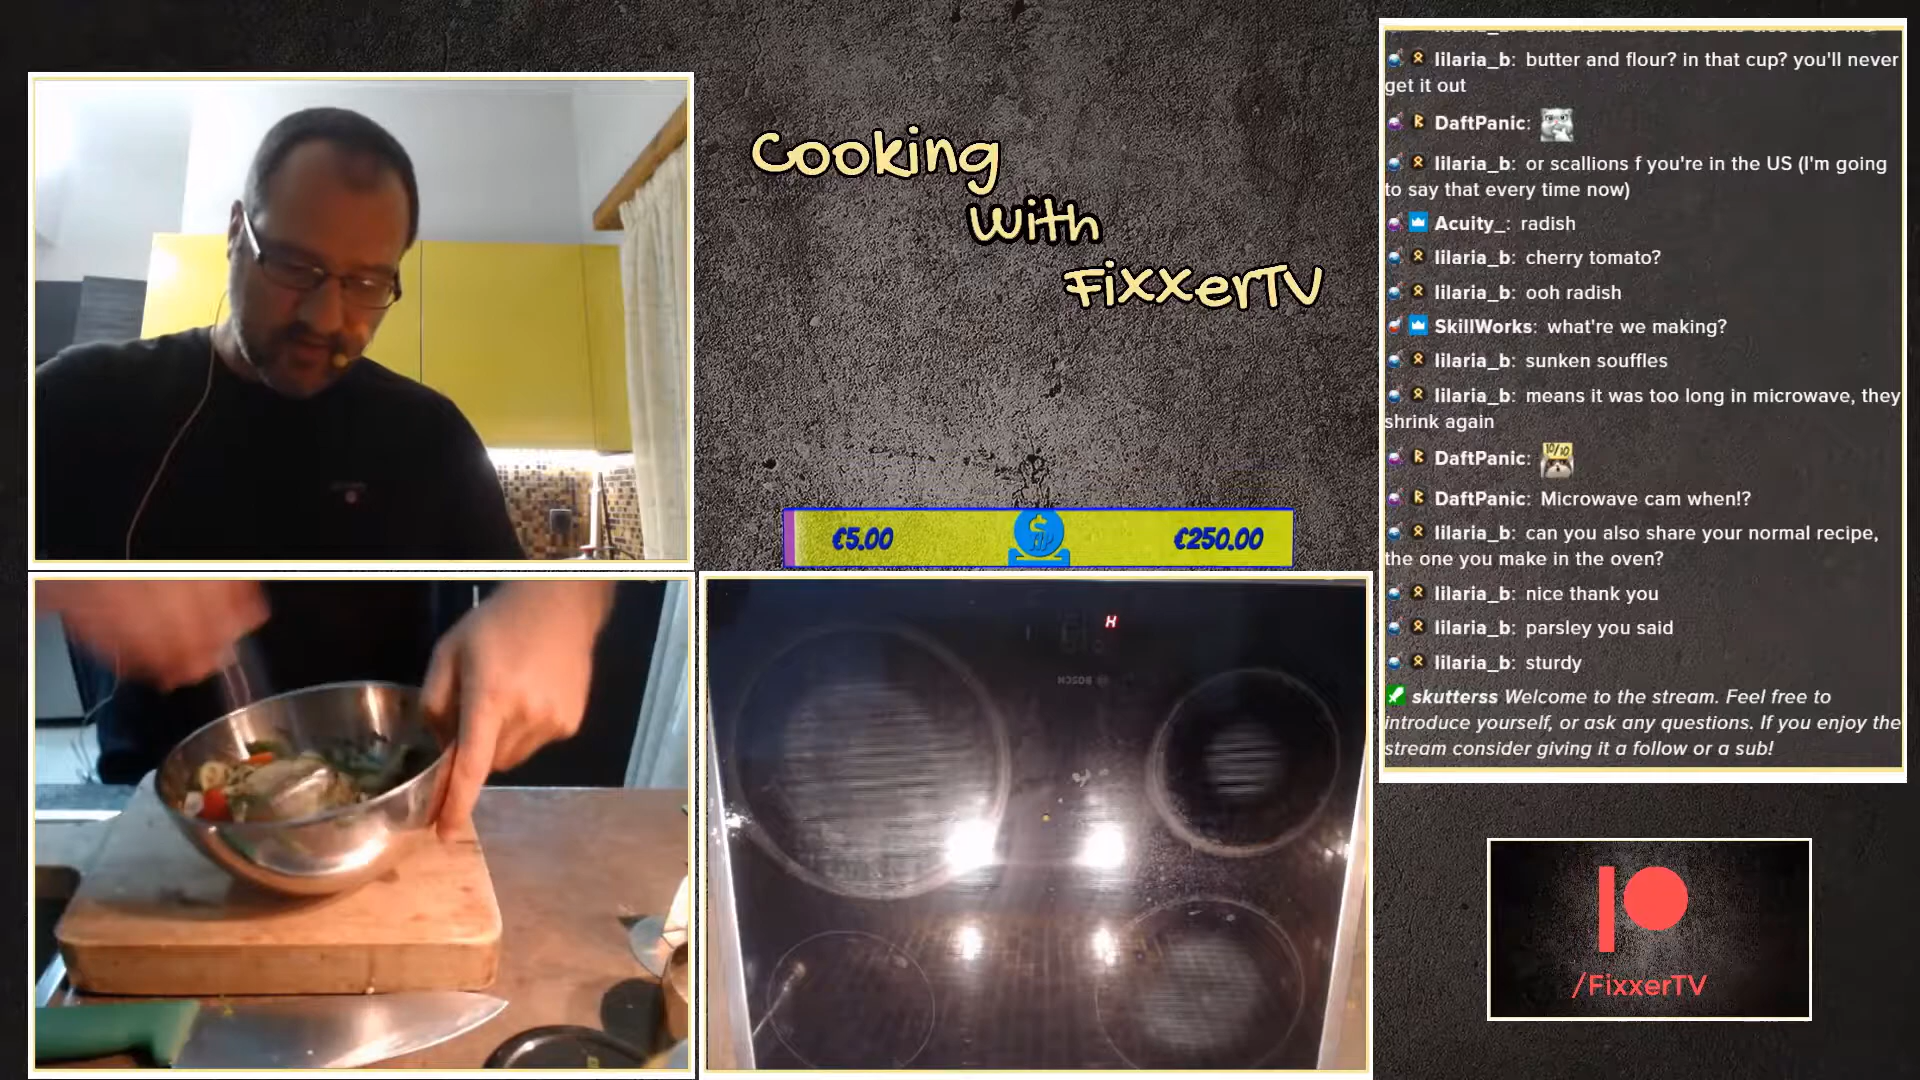 Cooking
with
FixxerTV
€5.00
€250.00
H
BOSCH
lilaria_b: butter and flour? in that cup? you'll never
get it out
DaftPanic:
lilaria_b: or scallions f you're in the US (I'm going
to say that every time now)
Acuity_: radish
lilaria_b: cherry tomato?
lilaria_b: ooh radish
SkillWorks: what're we making?
lilaria_b: sunken souffles
lilaria_b: means it was too long in microwave, they
shrink again
DaftPanic: 10/10
DaftPanic: Microwave cam when!?
lilaria_b: can you also share your normal recipe,
the one you make in the oven?
lilaria_b: nice thank you
lilaria_b: parsley you said
lilaria_b: sturdy
skutterss Welcome to the stream. Feel free to
introduce yourself, or ask any questions. If you enjoy the
stream consider giving it a follow or a sub!
/FixxerTV